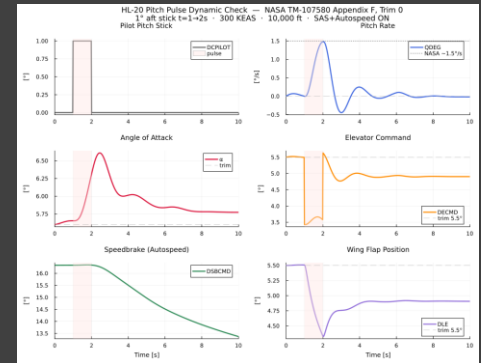 HL-20 Pitch Pulse Dynamic Check — NASA TM-107580 Appendix F, Trim 0
1° aft stick t=1→2s · 300 KEAS · 10,000 ft · SAS+Autospeed ON
Pilot Pitch Stick
[°]
1.00
0.75
0.50
0.25
0.00
0 2 4 6 8 10
DCPILOT
pulse
Pitch Rate
[°/s]
1.5
1.0
0.5
0.0
0 2 4 6 8 10
QDEG
NASA ~1.5°/s
Angle of Attack
[°]
6.50
6.25
6.00
5.75
0 2 4 6 8 10
α
trim
Elevator Command
[°]
5.5
5.0
4.5
4.0
3.5
0 2 4 6 8 10
DECMD
trim 5.5°
Speedbrake (Autospeed)
[°]
16.0
15.5
15.0
14.5
14.0
13.5
0 2 4 6 8 10
Time [s]
DSBCMD
Wing Flap Position
[°]
5.50
5.25
5.00
4.75
4.50
0 2 4 6 8 10
Time [s]
DLE
trim 5.5°